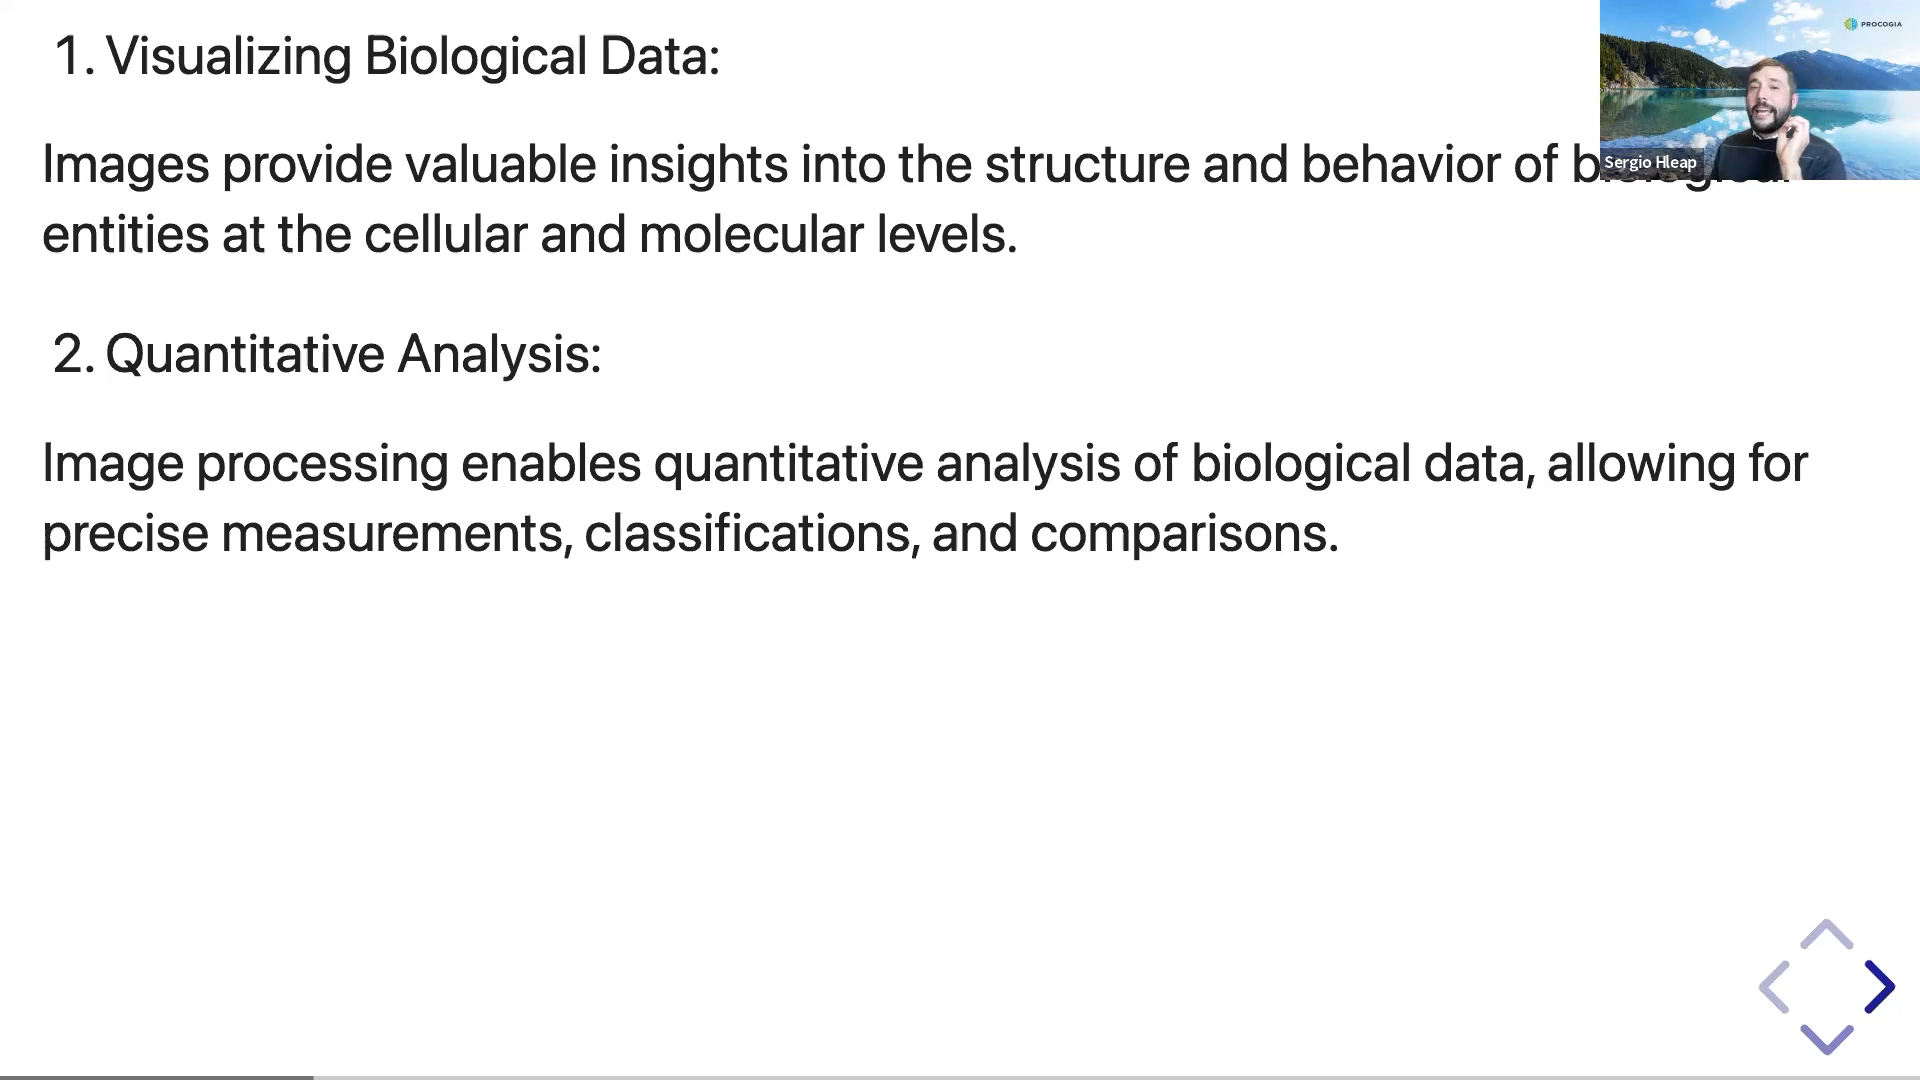 1. Visualizing Biological Data:
PROCOGIA
Images provide valuable insights into the structure and behavior of biological
Sergio Hleap
entities at the cellular and molecular levels.
2. Quantitative Analysis:
Image processing enables quantitative analysis of biological data, allowing for
precise measurements, classifications, and comparisons.